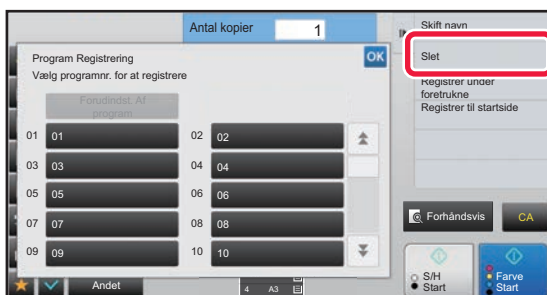 Antal kopier 1
Skift navn
Slet
Registrer under
foretrukne
Registrer til startside
Program Registrering
OK
Vælg programnr. for at registrere
Forudindst. Af
program
01 01
02 02
03 03
04 04
05 05
06 06
07 07
08 08
09 09
10 10
Forhåndsvis
CA
S/H
Start
Farve
Start
Andet
4 A3